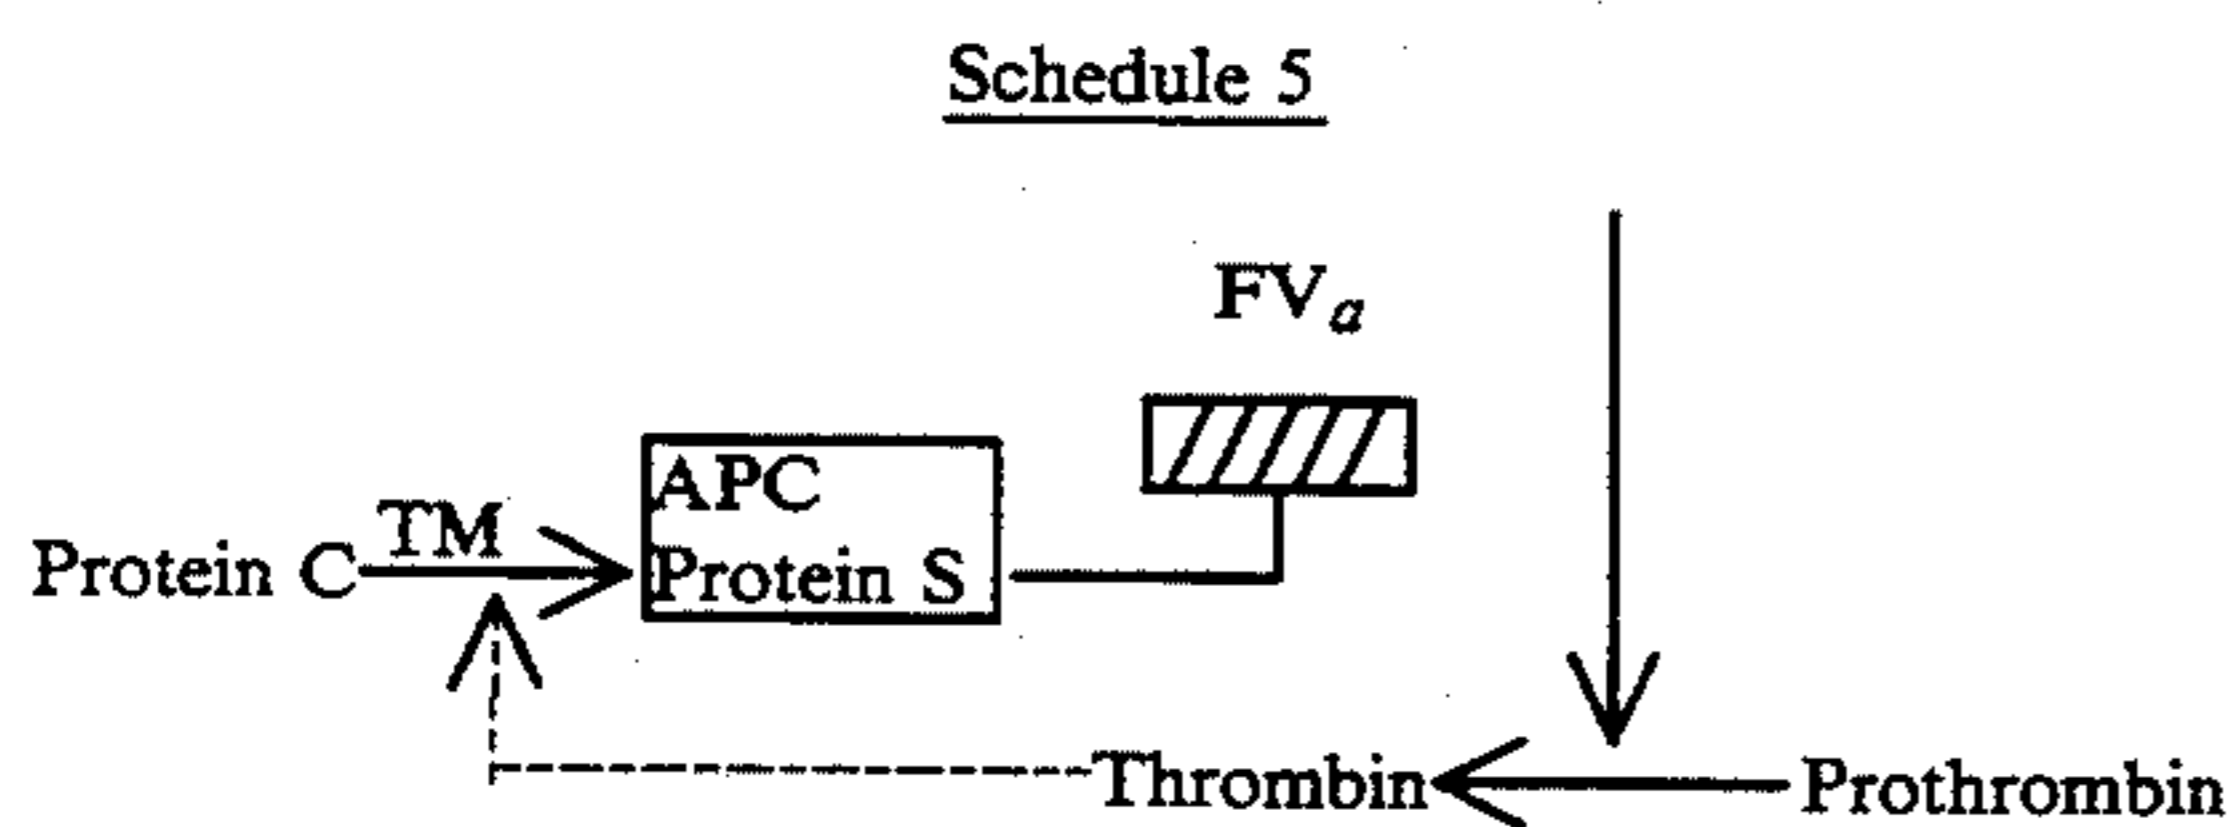 Schedule 5
FVa
APC
TM
Protein C
Protein S
Thrombin
Prothrombin